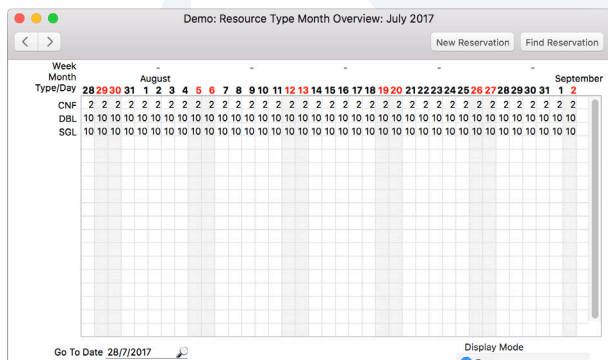 Demo: Resource Type Month Overview: July 2017
< >
New Reservation Find Reservation
Week - - - - -
Month August September
Type/Day 28 29 30 31 1 2 3 4 5 6 7 8 9 10 11 12 13 14 15 16 17 18 19 20 21 22 23 24 25 26 27 28 29 30 31 1 2
CNF 2 2 2 2 2 2 2 2 2 2 2 2 2 2 2 2 2 2 2 2 2 2 2 2 2 2 2 2 2 2 2 2 2 2 2 2 2
DBL 10 10 10 10 10 10 10 10 10 10 10 10 10 10 10 10 10 10 10 10 10 10 10 10 10 10 10 10 10 10 10 10 10 10 10 10 10
SGL 10 10 10 10 10 10 10 10 10 10 10 10 10 10 10 10 10 10 10 10 10 10 10 10 10 10 10 10 10 10 10 10 10 10 10 10 10
Go To Date 28/7/2017
Display Mode